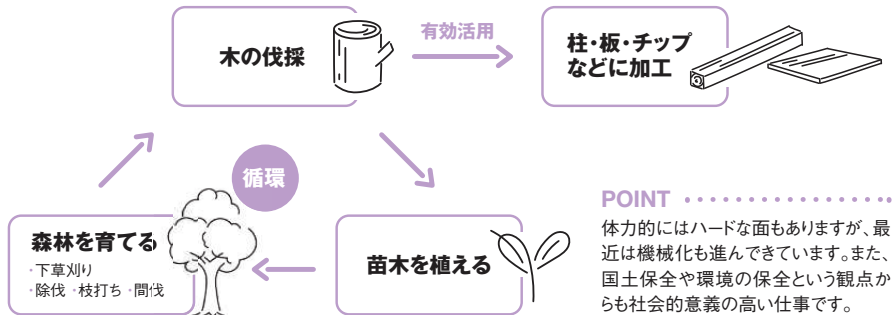 木の伐採
有効活用
柱・板・チップ
などに加工
循環
森林を育てる
・下草刈り
・除伐 ・枝打ち ・間伐
苗木を植える
POINT
体力的にはハードな面もありますが、最
近は機械化も進んできています。また、
国土保全や環境の保全という観点か
らも社会的意義の高い仕事です。